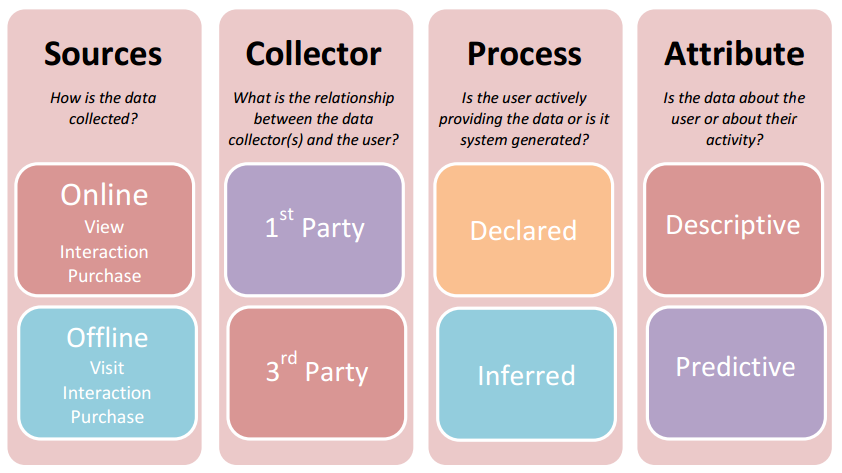 Sources
How is the data
collected?
Online
View
Interaction
Purchase
Offline
Visit
Interaction
Purchase
Collector
What is the relationship
between the data
collector(s) and the user?
1st Party
3rd Party
Process
Is the user actively
providing the data or is it
system generated?
Declared
Inferred
Attribute
Is the data about the
user or about their
activity?
Descriptive
Predictive